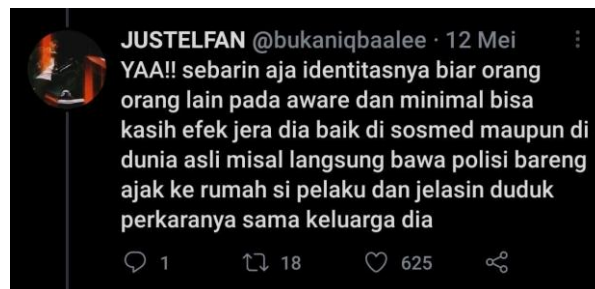 JUSTELFAN @bukaniqbaalee · 12 Mei
YAA!! sebarin aja identitasnya biar orang
orang lain pada aware dan minimal bisa
kasih efek jera dia baik di sosmed maupun di
dunia asli misal langsung bawa polisi bareng
ajak ke rumah si pelaku dan jelasin duduk
perkaranya sama keluarga dia
1 18 625